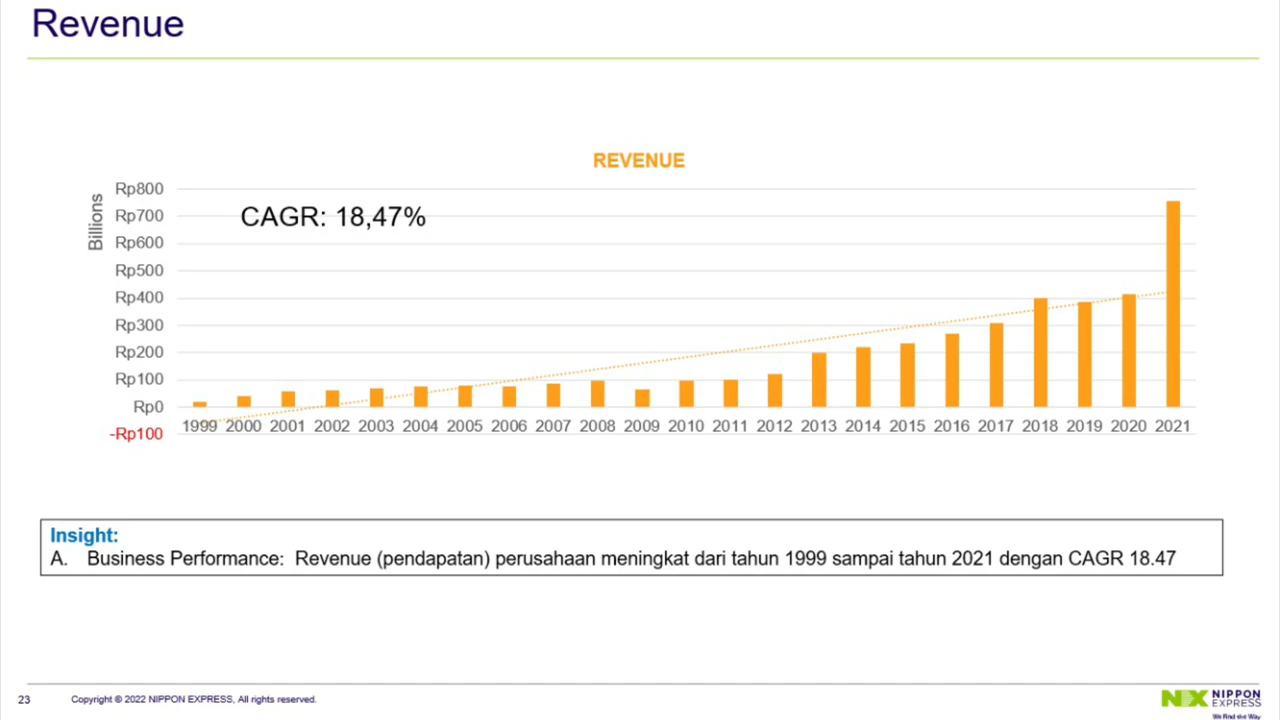 Revenue
REVENUE
Billions
Rp800
Rp700
Rp600
Rp500
Rp400
Rp300
Rp200
Rp100
Rp0
-Rp100
CAGR: 18,47%
1999 2000 2001 2002 2003 2004 2005 2006 2007 2008 2009 2010 2011 2012 2013 2014 2015 2016 2017 2018 2019 2020 2021
Insight:
A. Business Performance: Revenue (pendapatan) perusahaan meningkat dari tahun 1999 sampai tahun 2021 dengan CAGR 18.47
23 Copyright © 2022 NIPPON EXPRESS, All rights reserved.
NX NIPPON
EXPRESS
We Find the Way